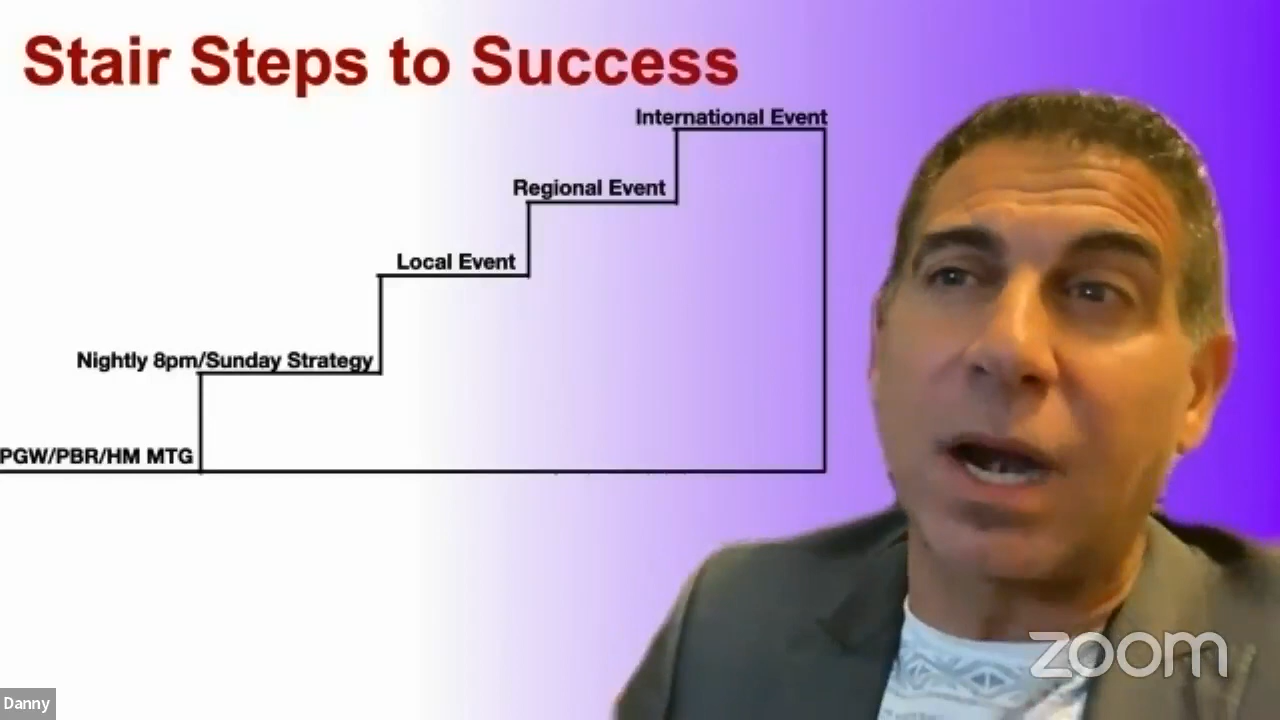 Stair Steps to Success
International Event
Regional Event
Local Event
Nightly 8pm/Sunday Strategy
PGW/PBR/HM MTG
zoom
Danny